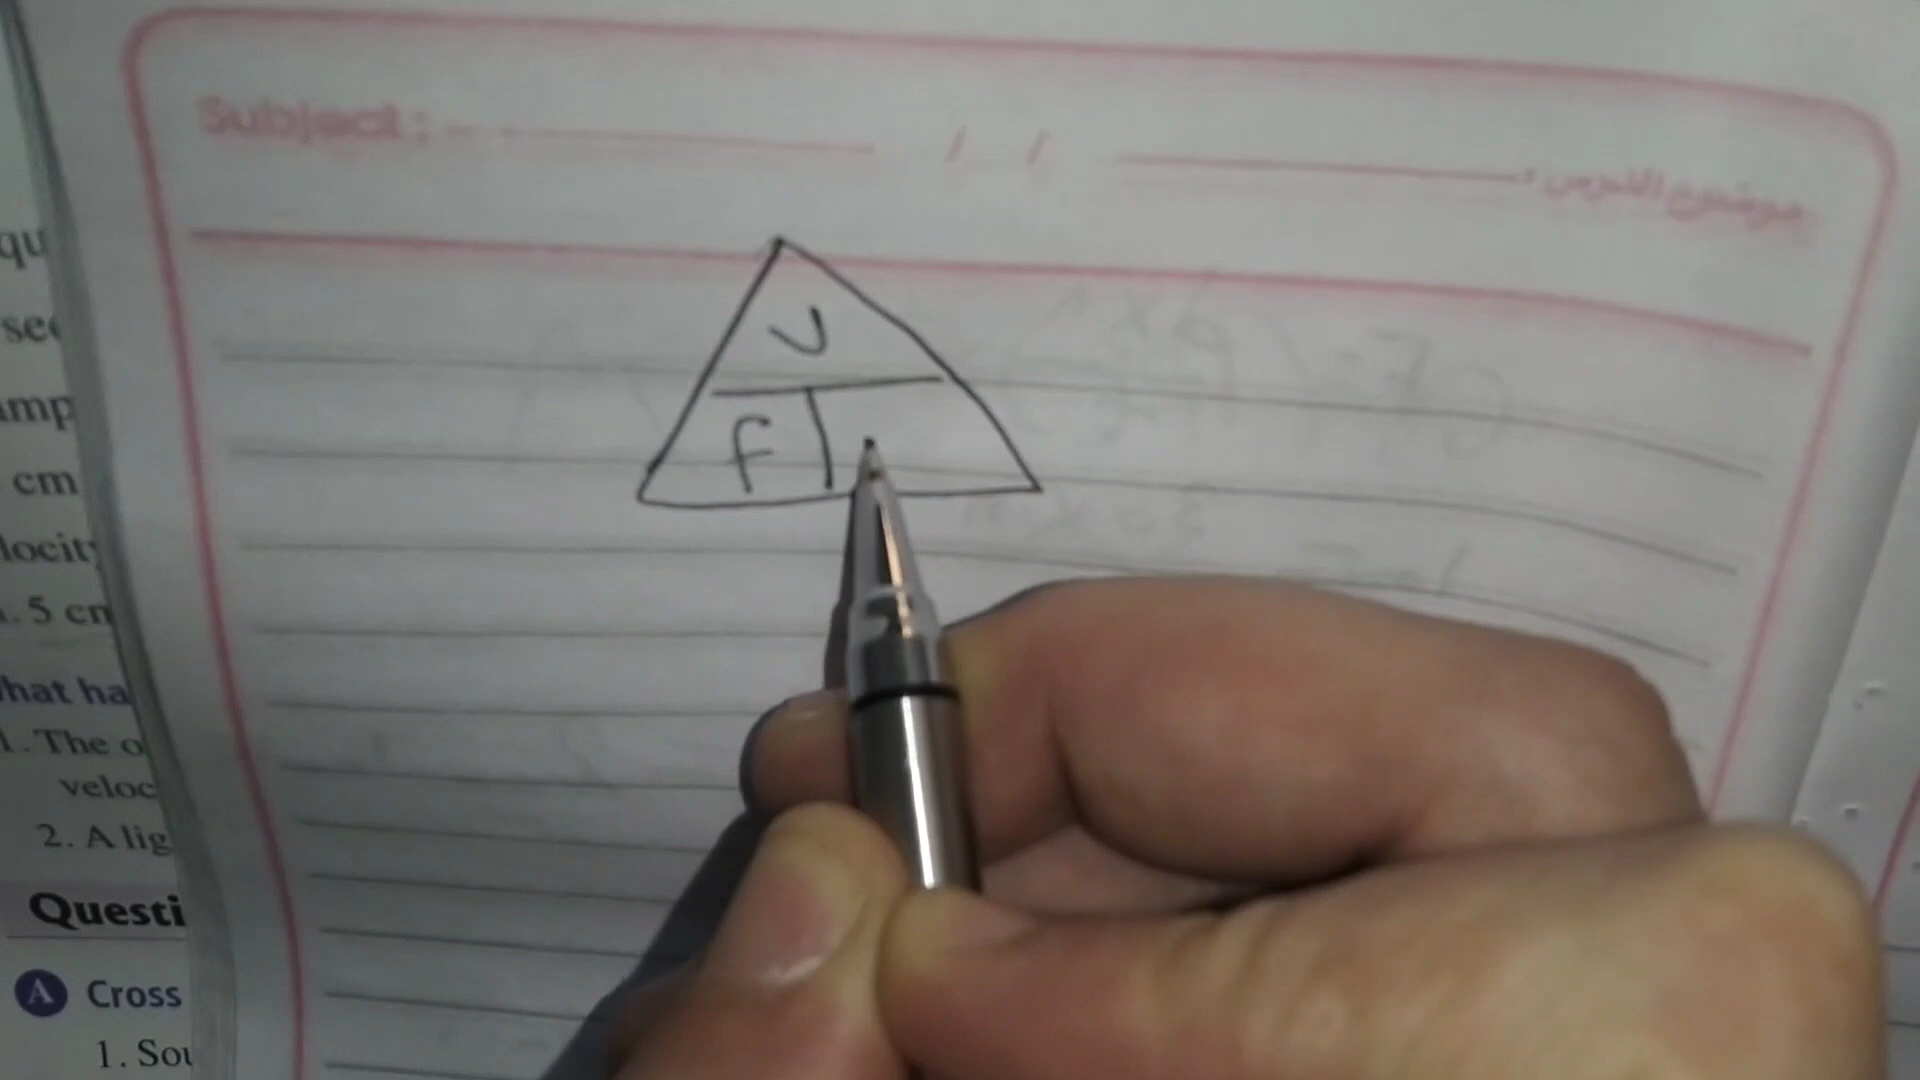 Subject :
/ /
موضوع الدرس :
V
F
qu
see
amp
cm
locity
. 5 cm
hat ha
1. The o
veloc
2. A lig
Questi
A Cross
1. Sou